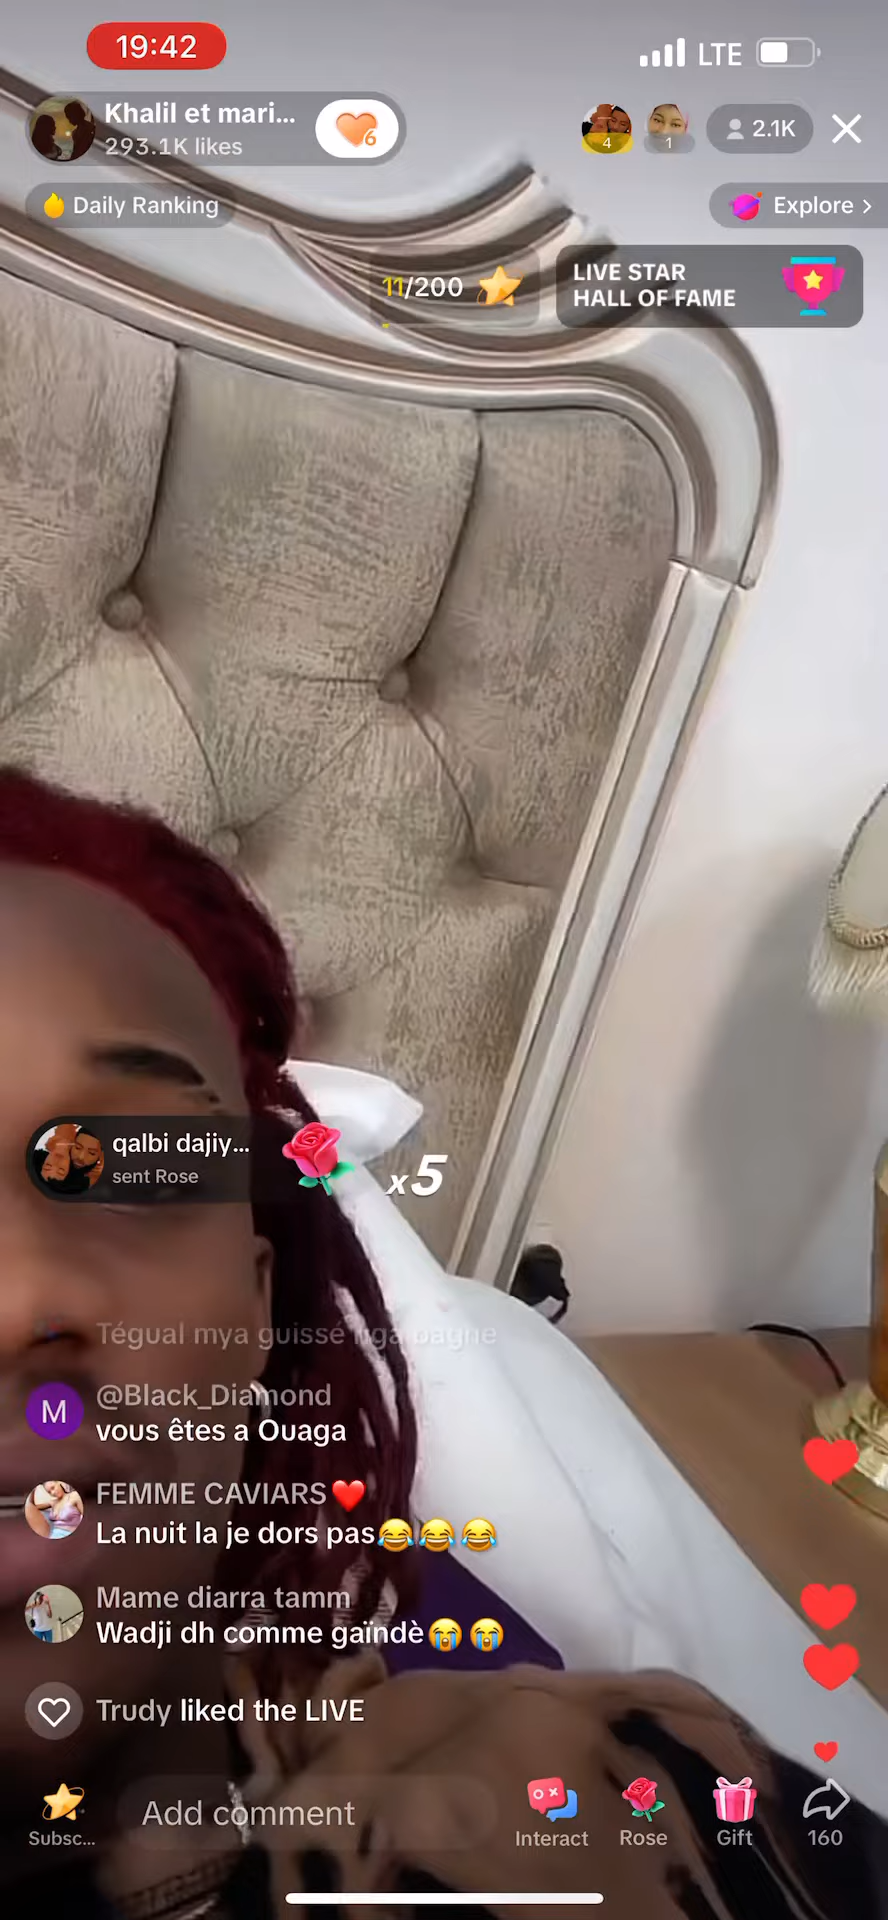 19:42
LTE
Khalil et mari...
293.1K likes
6
4
1
2.1K
Daily Ranking
Explore
11/200
LIVE STAR
HALL OF FAME
qalbi dajiy...
sent Rose
x5
Tégual mya guissé liga bagne
M
@Black_Diamond
vous êtes a Ouaga
FEMME CAVIARS❤️
La nuit la je dors pas😂😂😂
Mame diarra tamm
Wadji dh comme gaïndè😭😭
Trudy liked the LIVE
Subsc...
Add comment
Interact
Rose
Gift
160